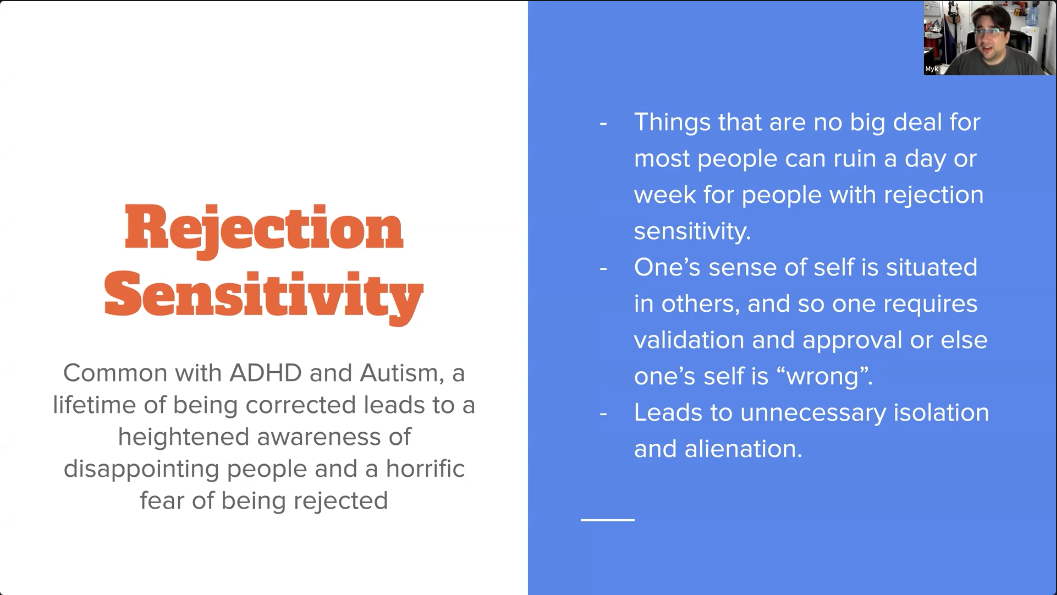 Rejection
Sensitivity
Common with ADHD and Autism, a
lifetime of being corrected leads to a
heightened awareness of
disappointing people and a horrific
fear of being rejected
- Things that are no big deal for
most people can ruin a day or
week for people with rejection
sensitivity.
- One’s sense of self is situated
in others, and so one requires
validation and approval or else
one’s self is “wrong”.
- Leads to unnecessary isolation
and alienation.